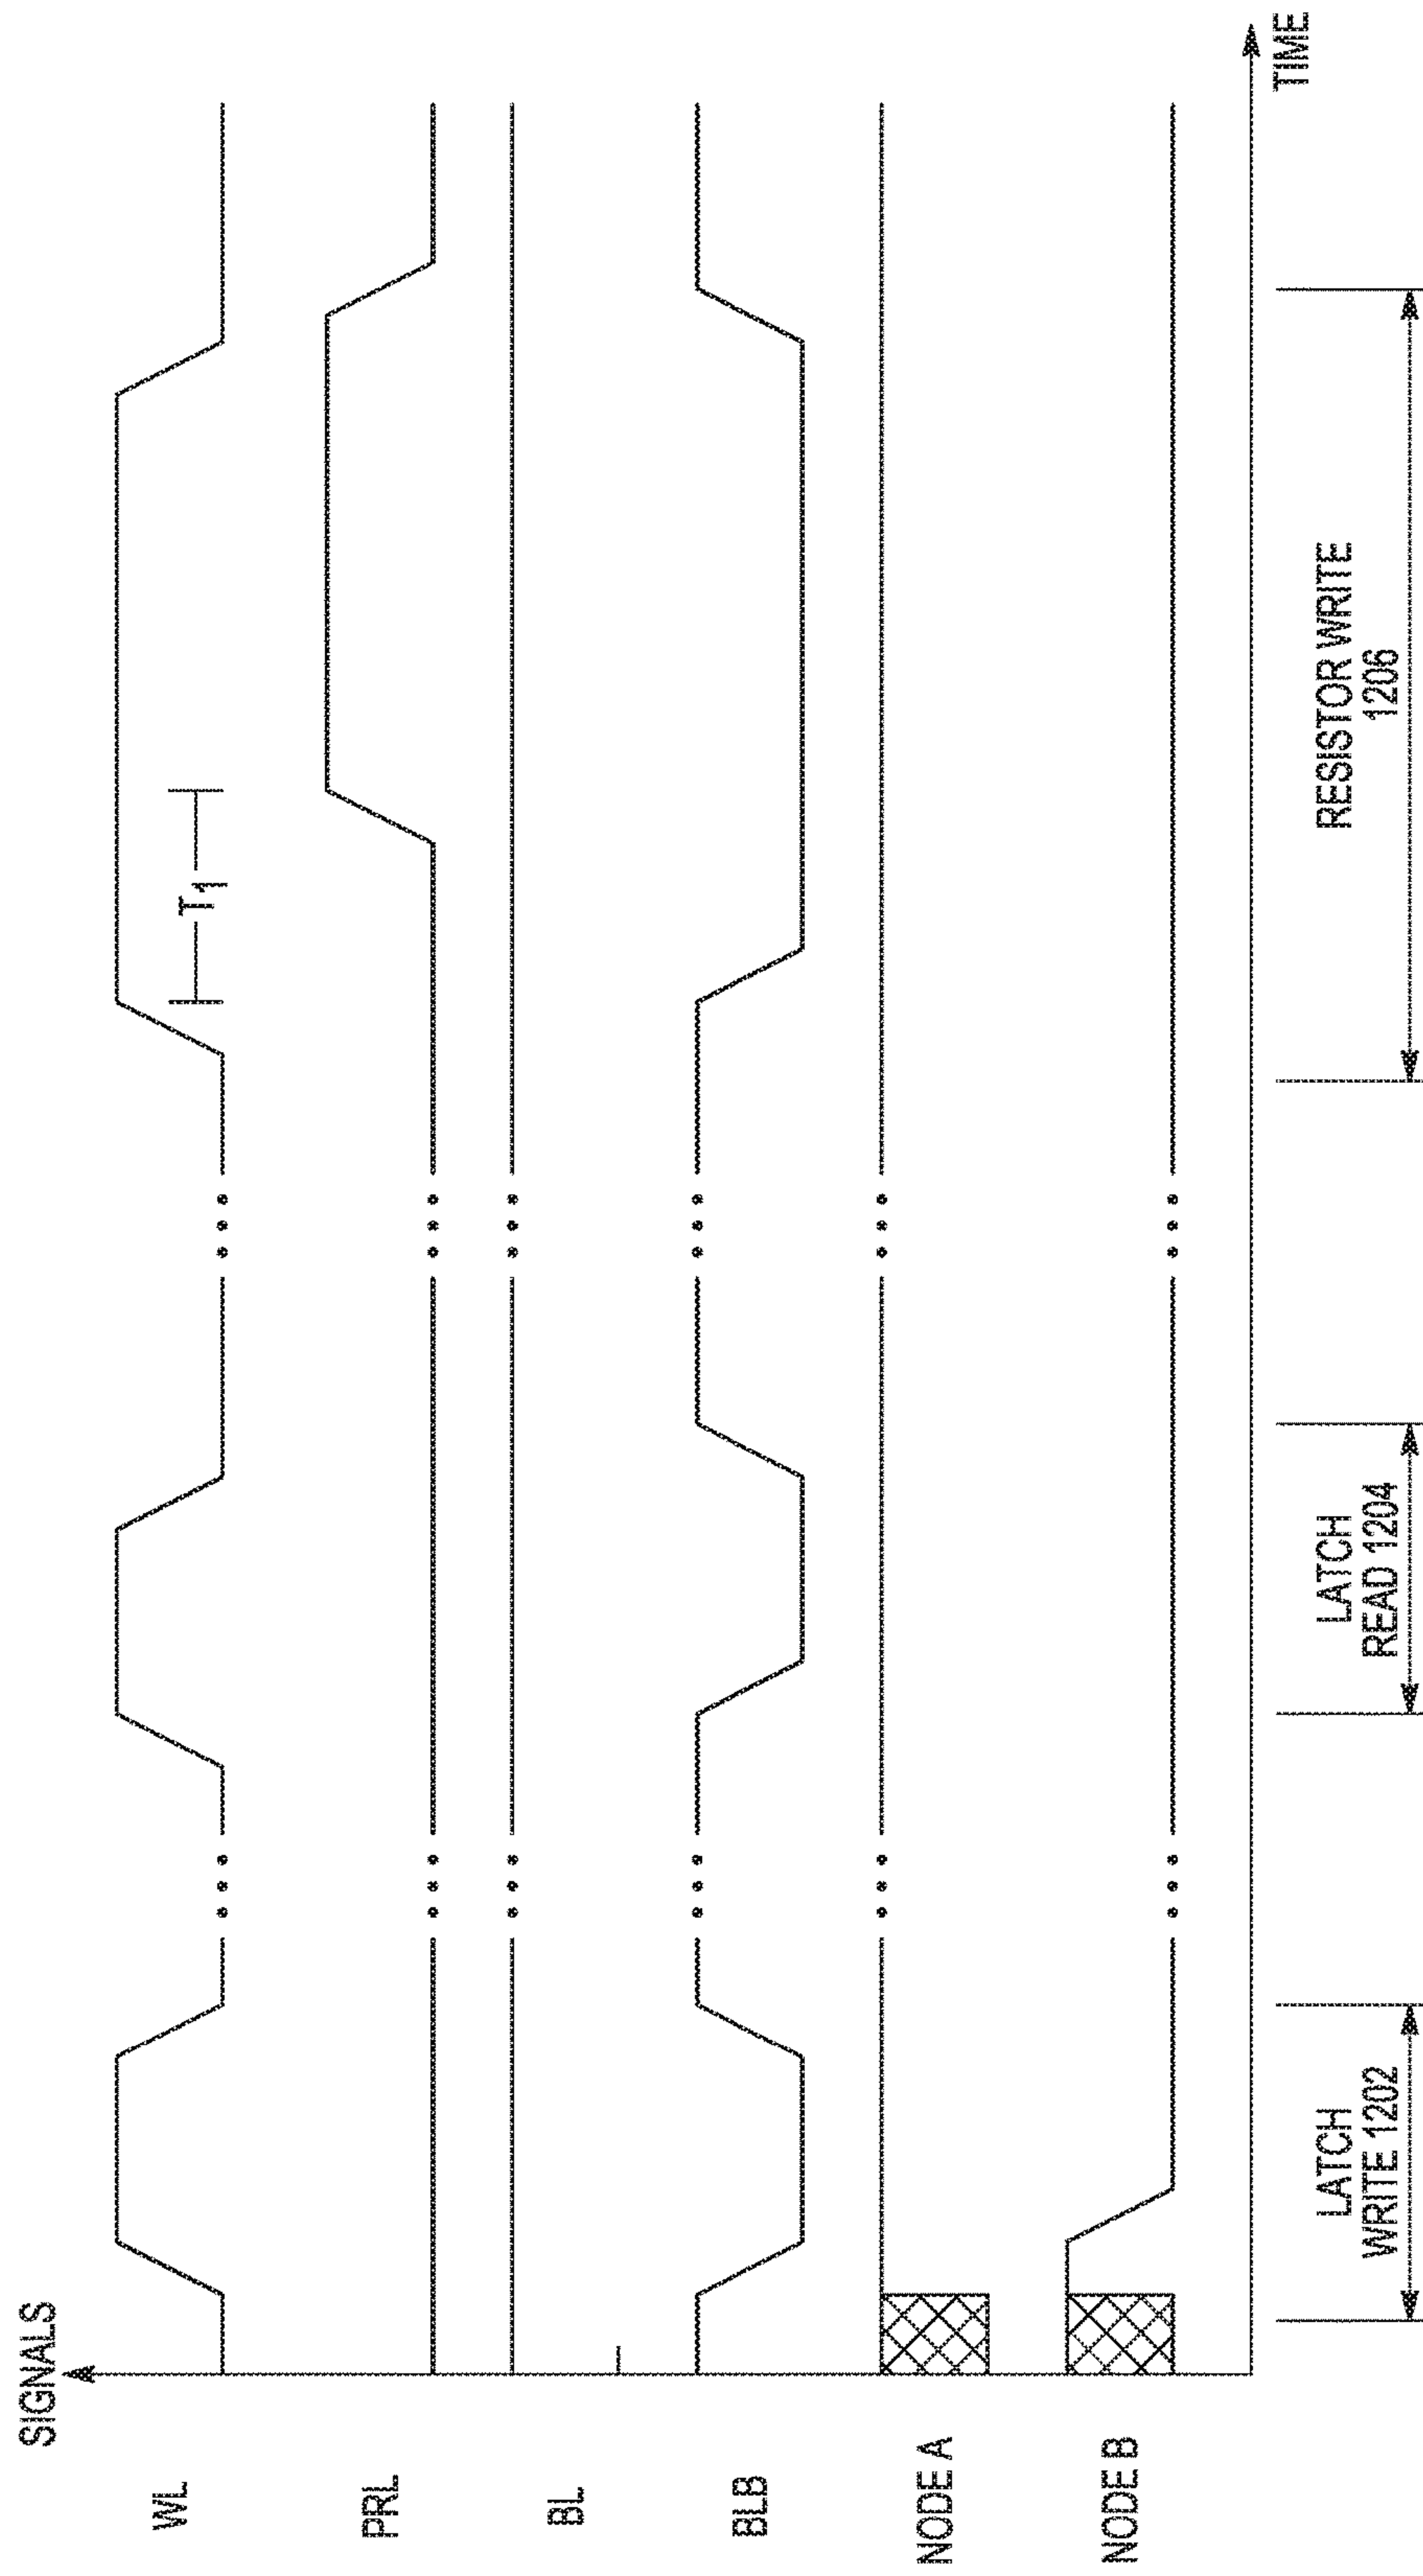 SIGNALS
WL
T1
PRL
BL
BLB
NODE A
NODE B
TIME
LATCH
WRITE 1202
LATCH
READ 1204
RESISTOR WRITE
1206